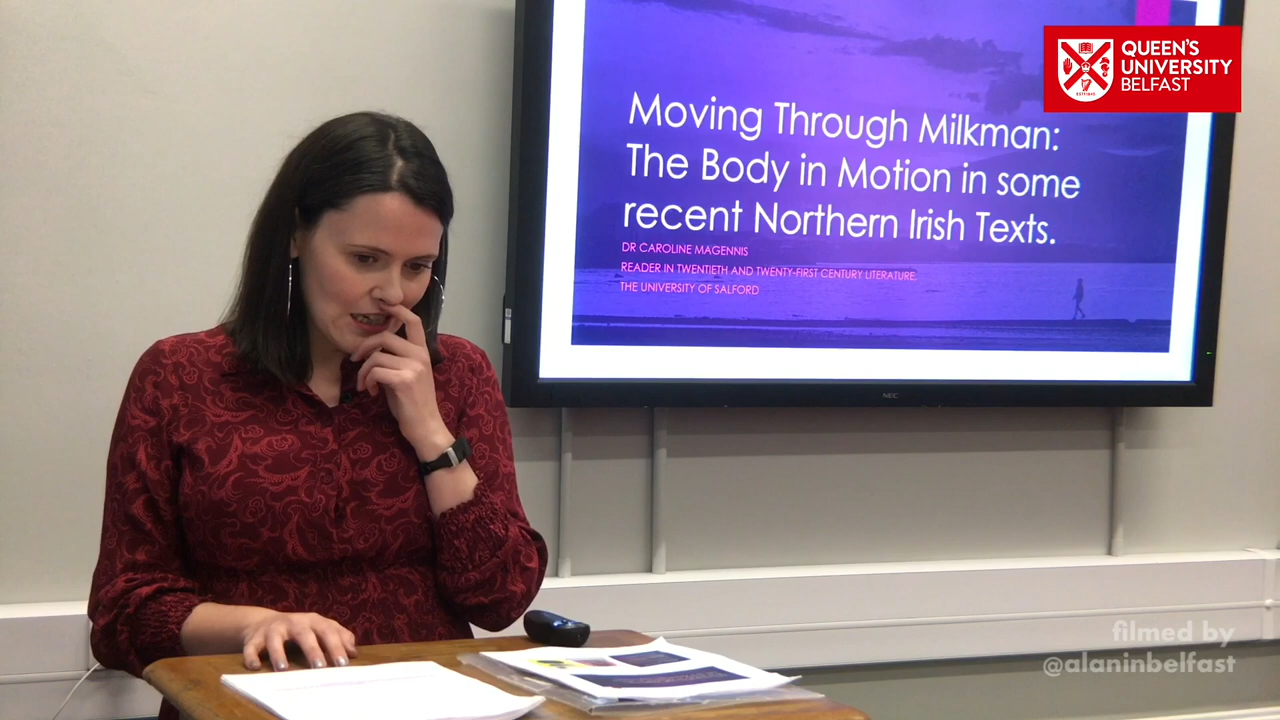 Moving Through Milkman:
The Body in Motion in some
recent Northern Irish Texts.
DR CAROLINE MAGENNIS
READER IN TWENTIETH AND TWENTY-FIRST CENTURY LITERATURE,
THE UNIVERSITY OF SALFORD
QUEEN'S
UNIVERSITY
BELFAST
NEC
filmed by
@alaninbelfast